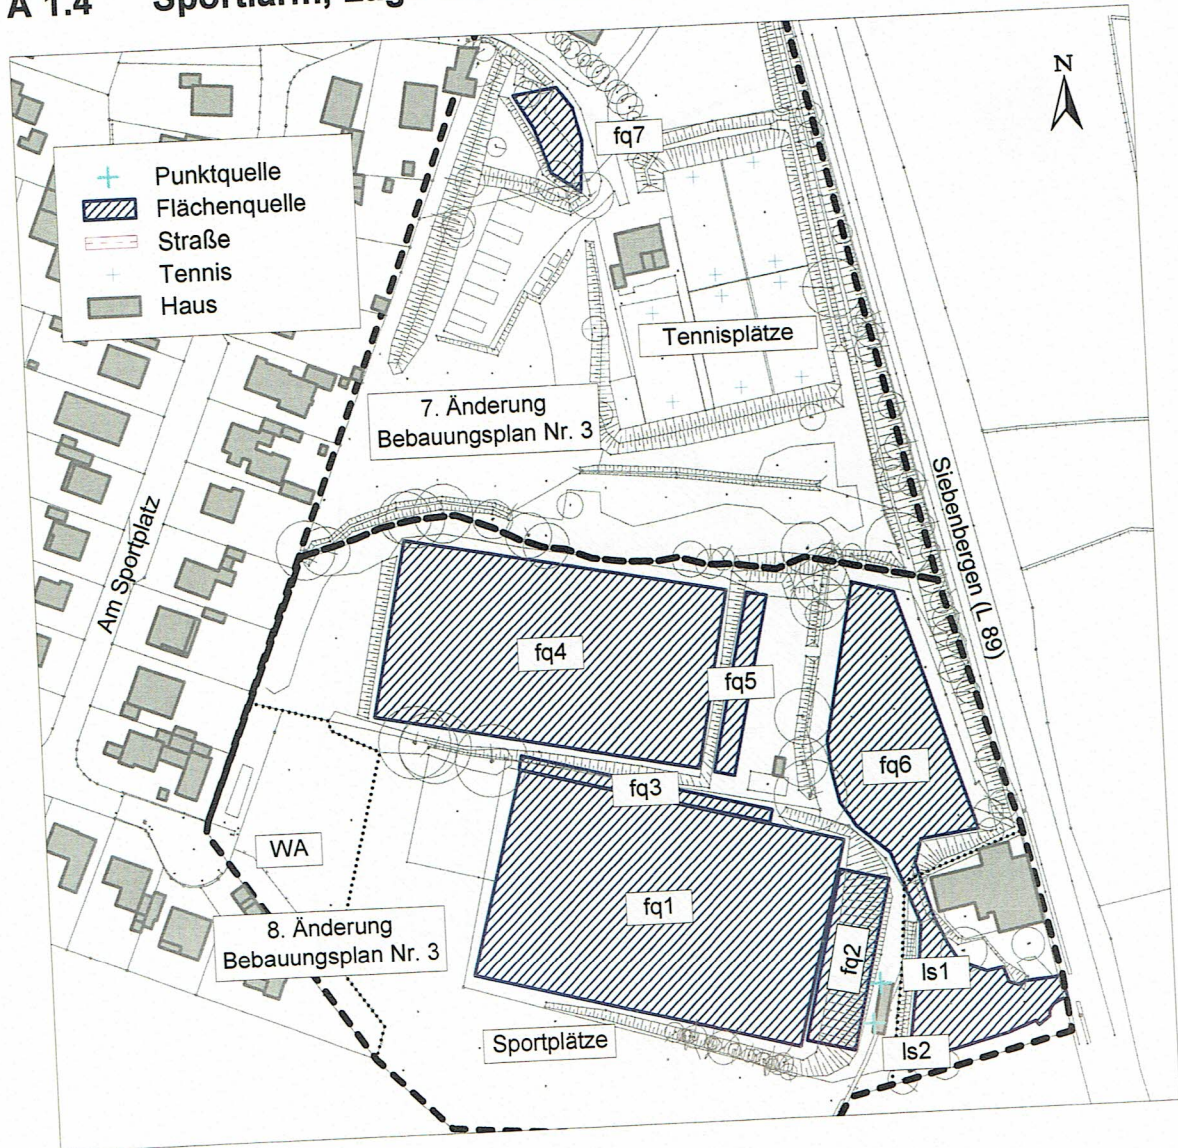 A 1.4 Sportlärm,
N
fq7
Punktquelle
Flächenquelle
Straße
Tennis
Haus
Tennisplätze
7. Änderung
Bebauungsplan Nr. 3
Siebenbergen (L 89)
Am Sportplatz
fq4
fq5
fq6
fq3
WA
fq1
8. Änderung
Bebauungsplan Nr. 3
fq2
ls1
Sportplätze
ls2